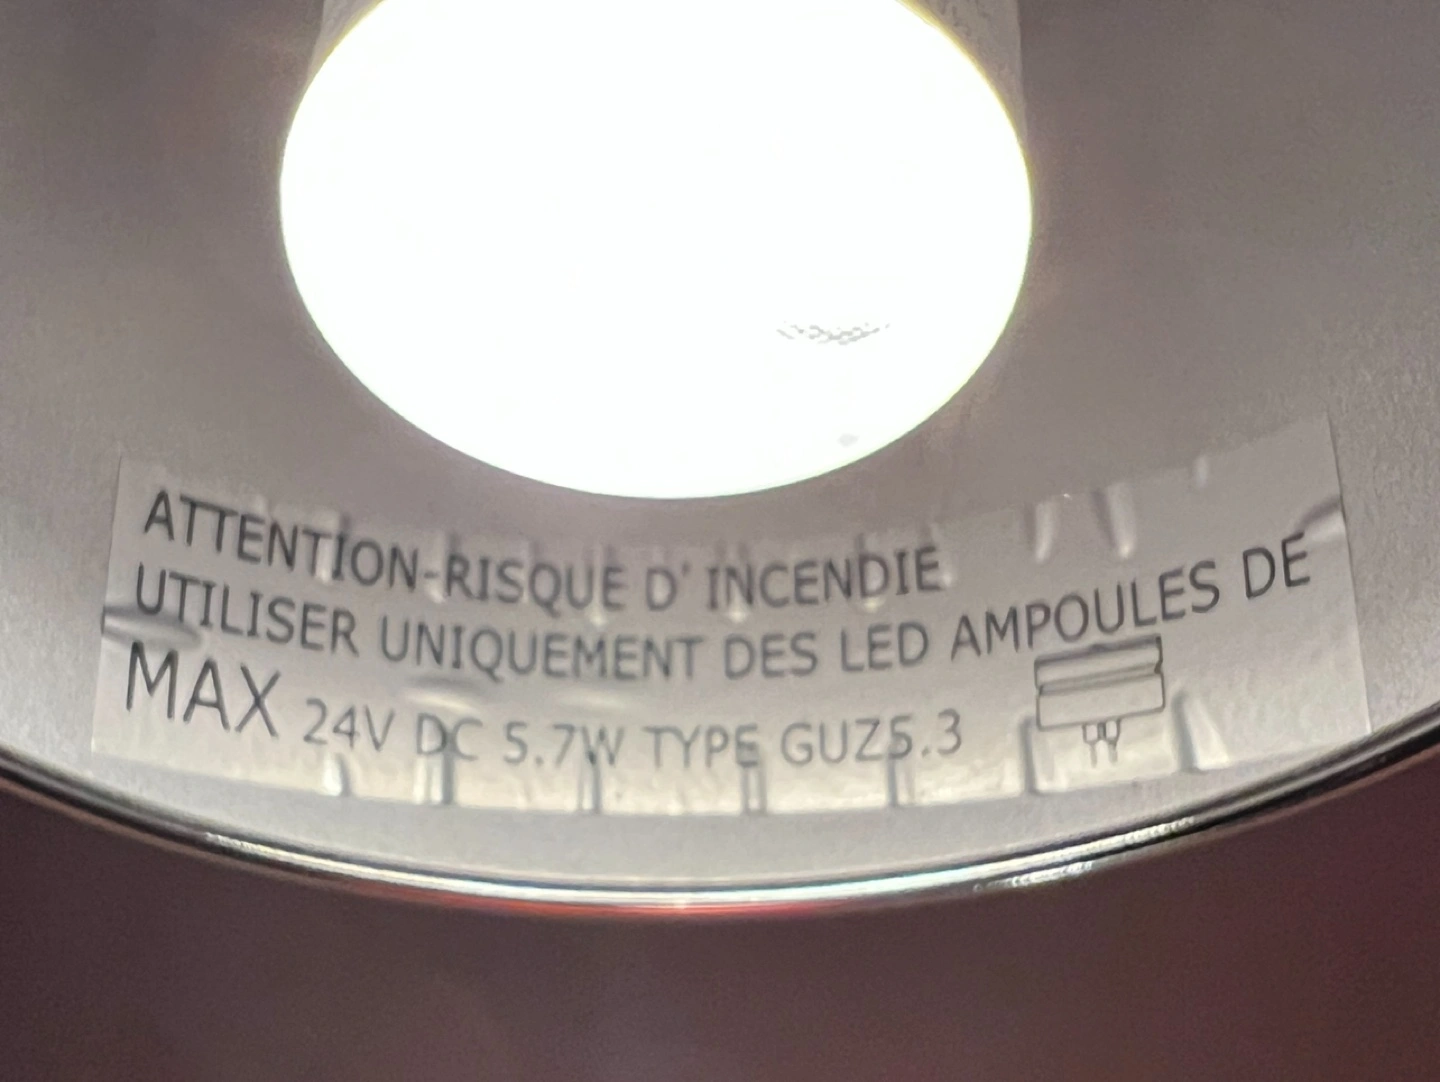 ATTENTION-RISQUE D' INCENDIE
UTILISER UNIQUEMENT DES LED AMPOULES DE
MAX 24V DC 5.7W TYPE GUZ5.3